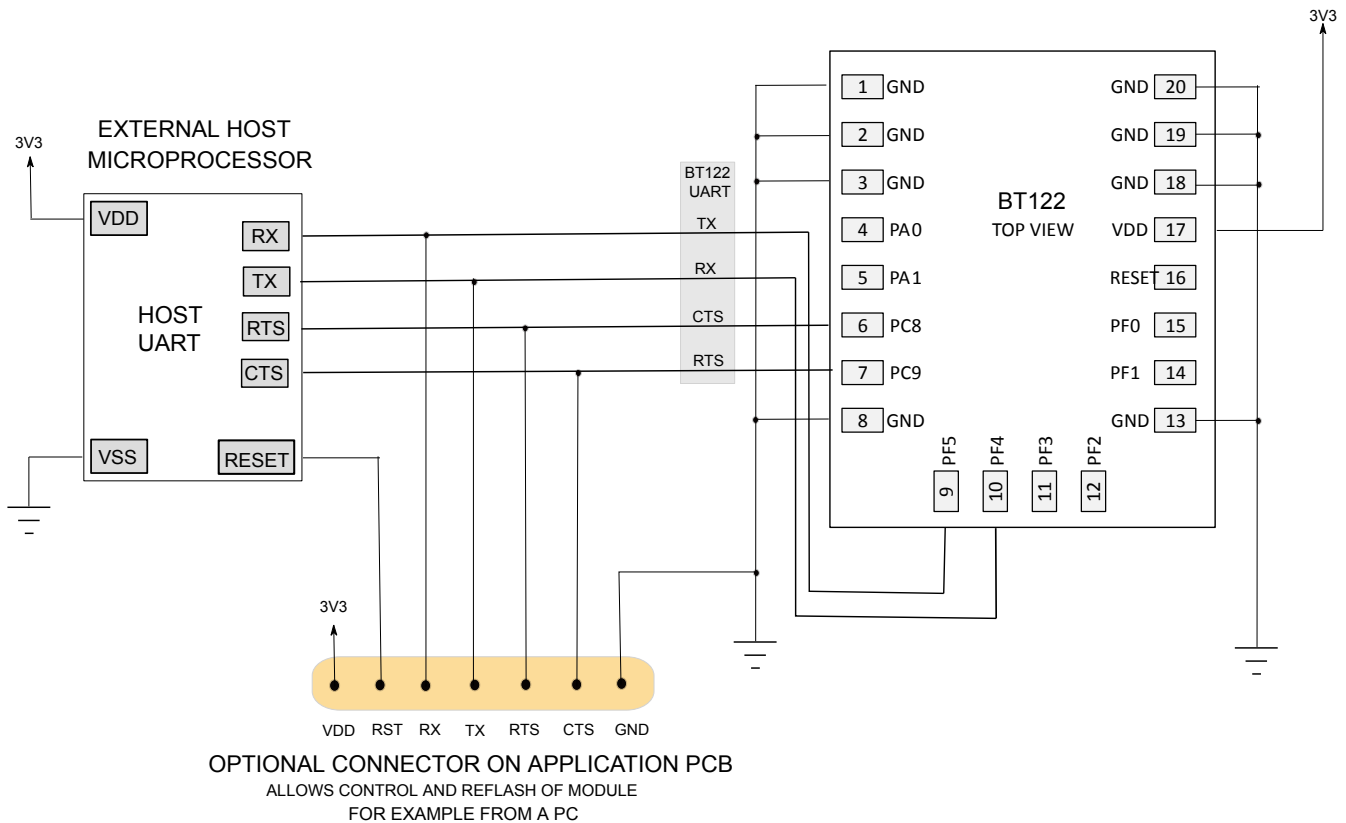 3V3
EXTERNAL HOST
MICROPROCESSOR
3V3
VDD
RX
TX
HOST
UART
RTS
CTS
VSS
RESET
BT122
UART
TX
RX
CTS
RTS
BT122
TOP VIEW
1 GND
2 GND
3 GND
4 PA0
5 PA1
6 PC8
7 PC9
8 GND
9 PF5
10 PF4
11 PF3
12 PF2
GND 20
GND 19
GND 18
VDD 17
RESET 16
PF0 15
PF1 14
GND 13
3V3
VDD RST RX TX RTS CTS GND
OPTIONAL CONNECTOR ON APPLICATION PCB
ALLOWS CONTROL AND REFLASH OF MODULE
FOR EXAMPLE FROM A PC